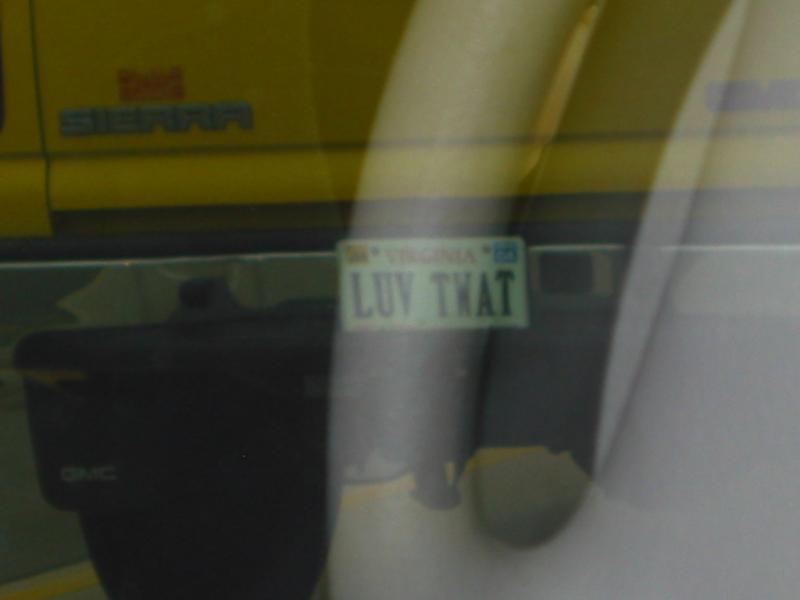 SIERRA
VIRGINIA
LUV TWAT
GMC